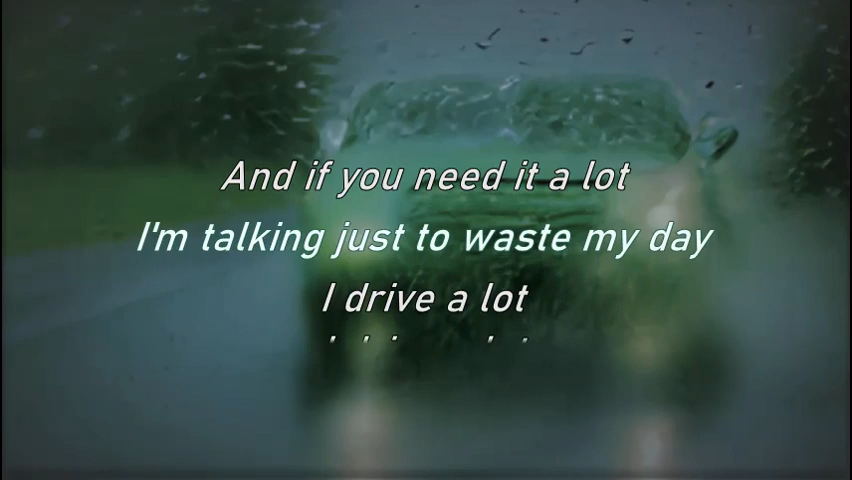 And if you need it a lot
I'm talking just to waste my day
I drive a lot